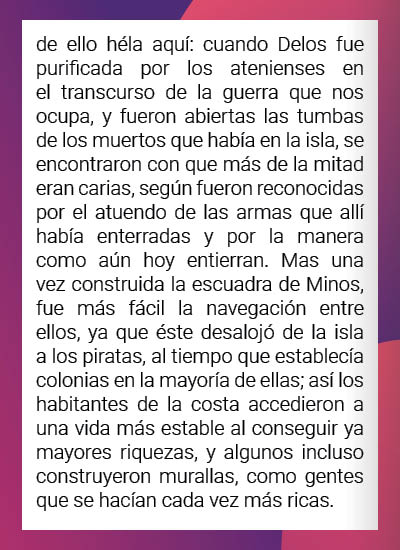 de ello héla aquí: cuando Delos fue
purificada por los atenienses en
el transcurso de la guerra que nos
ocupa, y fueron abiertas las tumbas
de los muertos que había en la isla, se
encontraron con que más de la mitad
eran carias, según fueron reconocidas
por el atuendo de las armas que allí
había enterradas y por la manera
como aún hoy entierran. Mas una
vez construida la escuadra de Minos,
fue más fácil la navegación entre
ellos, ya que éste desalojó de la isla
a los piratas, al tiempo que establecía
colonias en la mayoría de ellas; así los
habitantes de la costa accedieron a
una vida más estable al conseguir ya
mayores riquezas, y algunos incluso
construyeron murallas, como gentes
que se hacían cada vez más ricas.